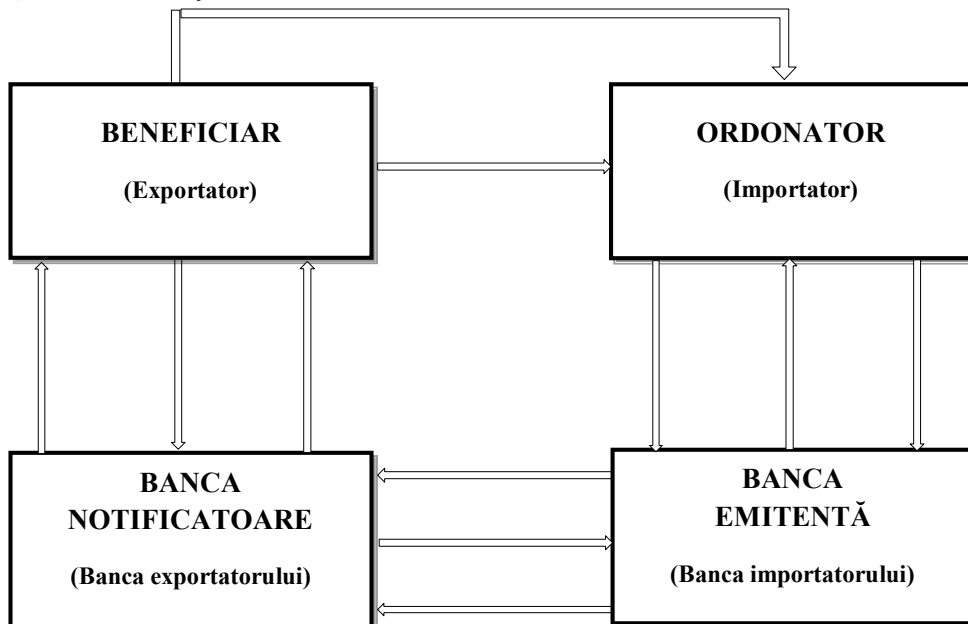 BENEFICIAR
(Exportator)
ORDONATOR
(Importator)
BANCA
NOTIFICATOARE
(Banca exportatorului)
BANCA
EMITENTĂ
(Banca importatorului)